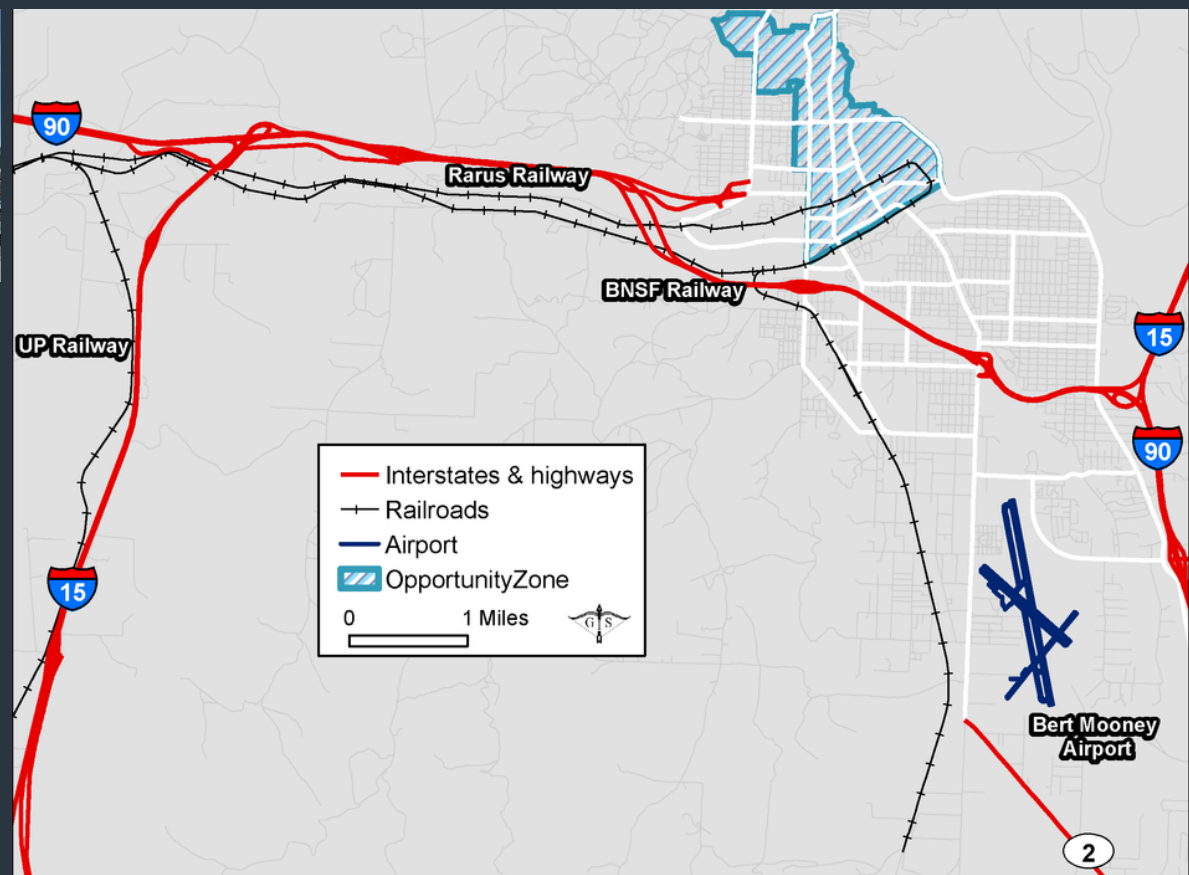 90
Rarus Railway
BNSF Railway
UP Railway
15
90
Interstates & highways
Railroads
Airport
OpportunityZone
0 1 Miles
G S
15
Bert Mooney
Airport
2